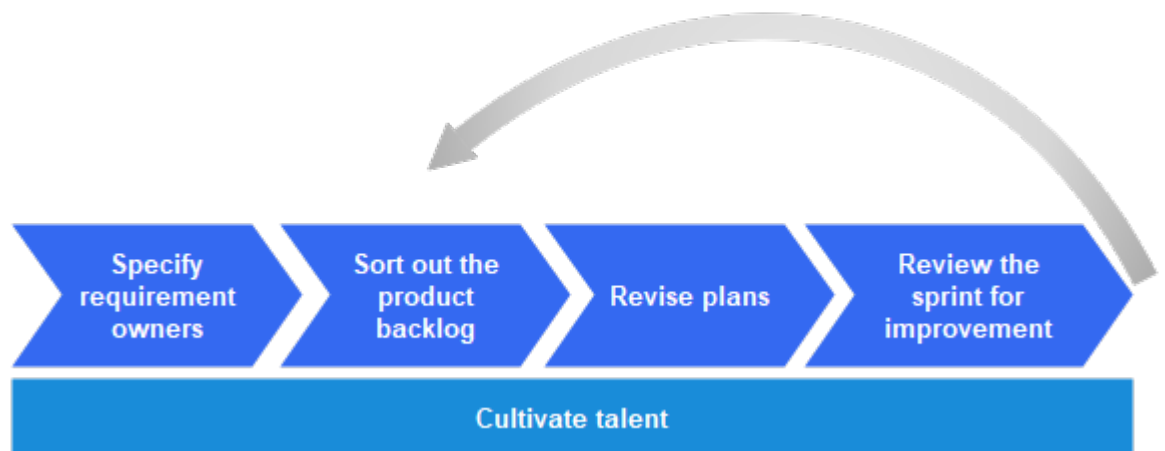 Specify
requirement
owners
Sort out the
product
backlog
Revise plans
Review the
sprint for
improvement
Cultivate talent